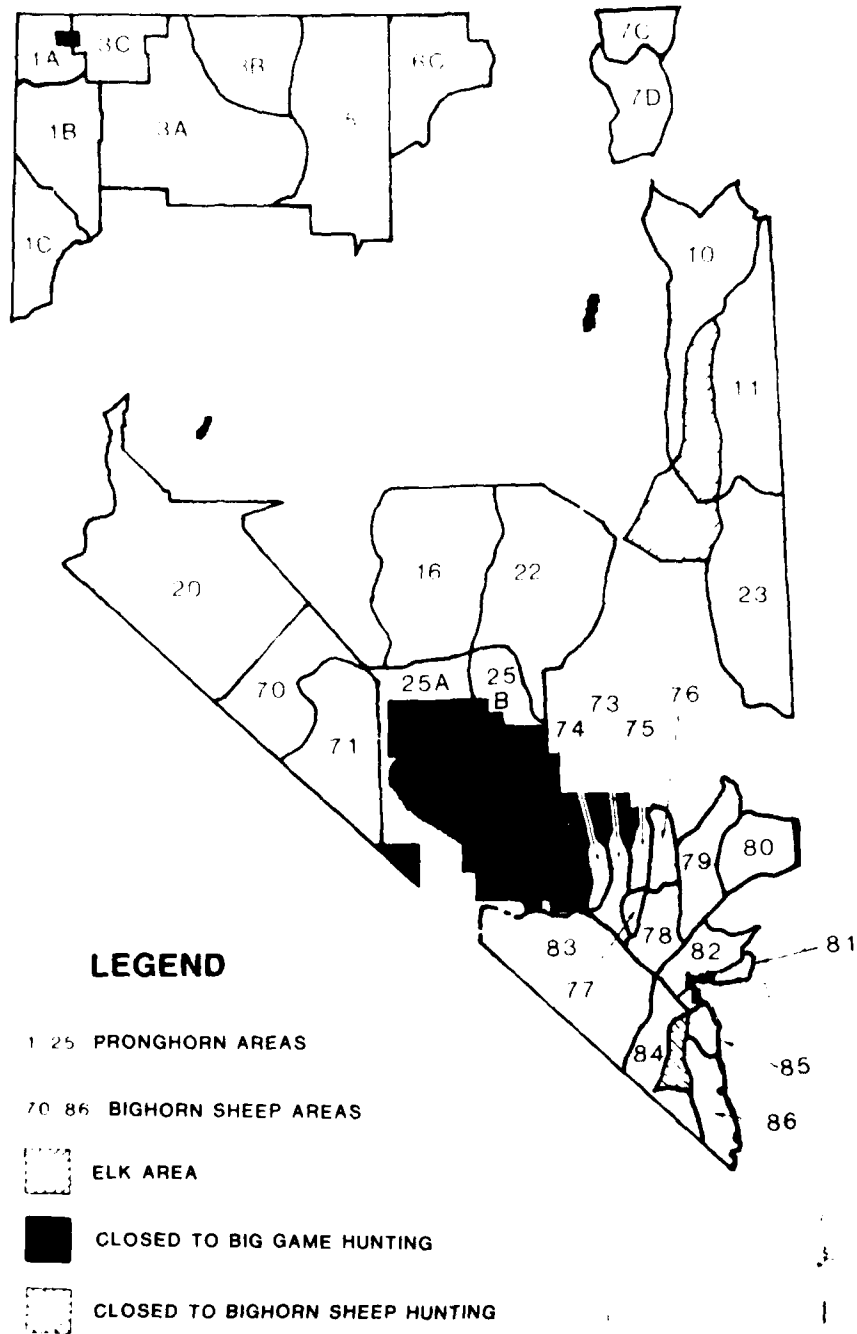 7C
1A 3C 3B 6C
7D
1B 3A
1C
10
11
16 22
20 23
70 25A 25 76
B 73
71 74 75
79 80
83 78 82 81
77
84 85
86
LEGEND
1 25 PRONGHORN AREAS
70 86 BIGHORN SHEEP AREAS
ELK AREA
CLOSED TO BIG GAME HUNTING
CLOSED TO BIGHORN SHEEP HUNTING